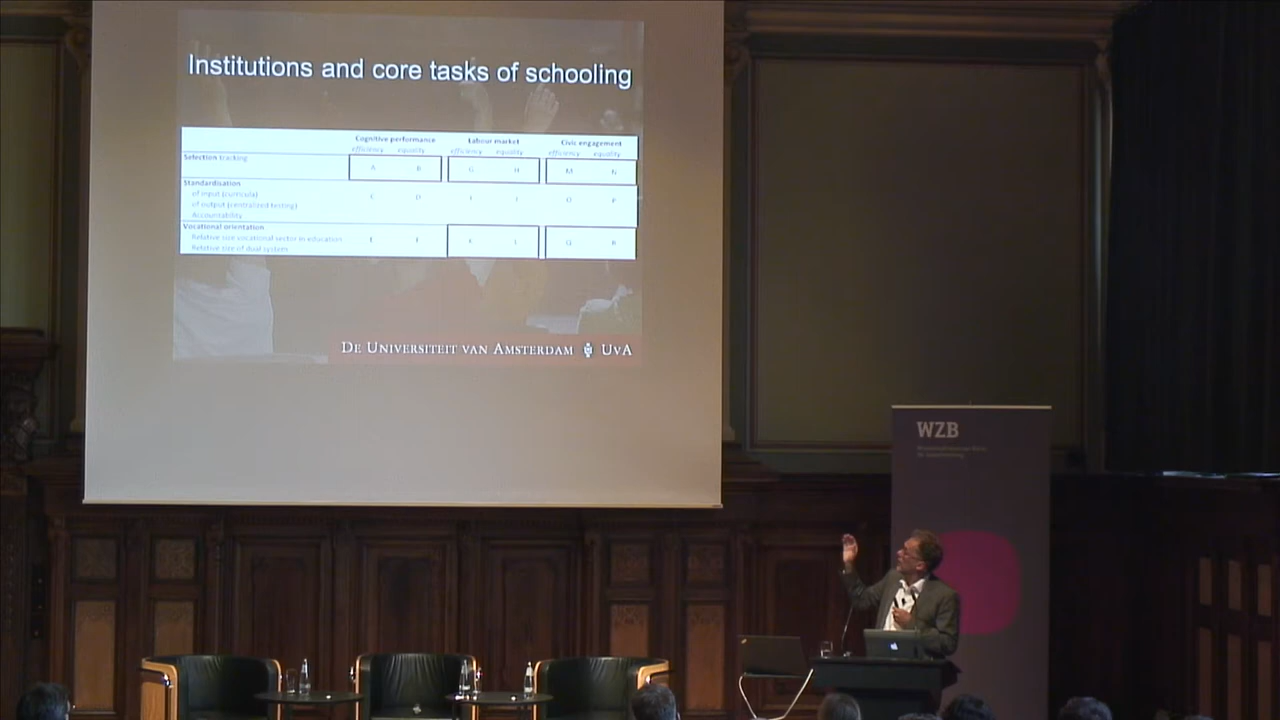 Institutions and core tasks of schooling
Cognitive performance Labour market Civic engagement
efficiency equality efficiency equality efficiency equality
Selection tracking A B G H M N
Standardisation
of input (curricula) C D O P
of output (centralized testing)
Accountability
Vocational orientation
Relative size vocational sector in education Q R
Relative size of dual system
DE UNIVERSITEIT VAN AMSTERDAM UVA
WZB